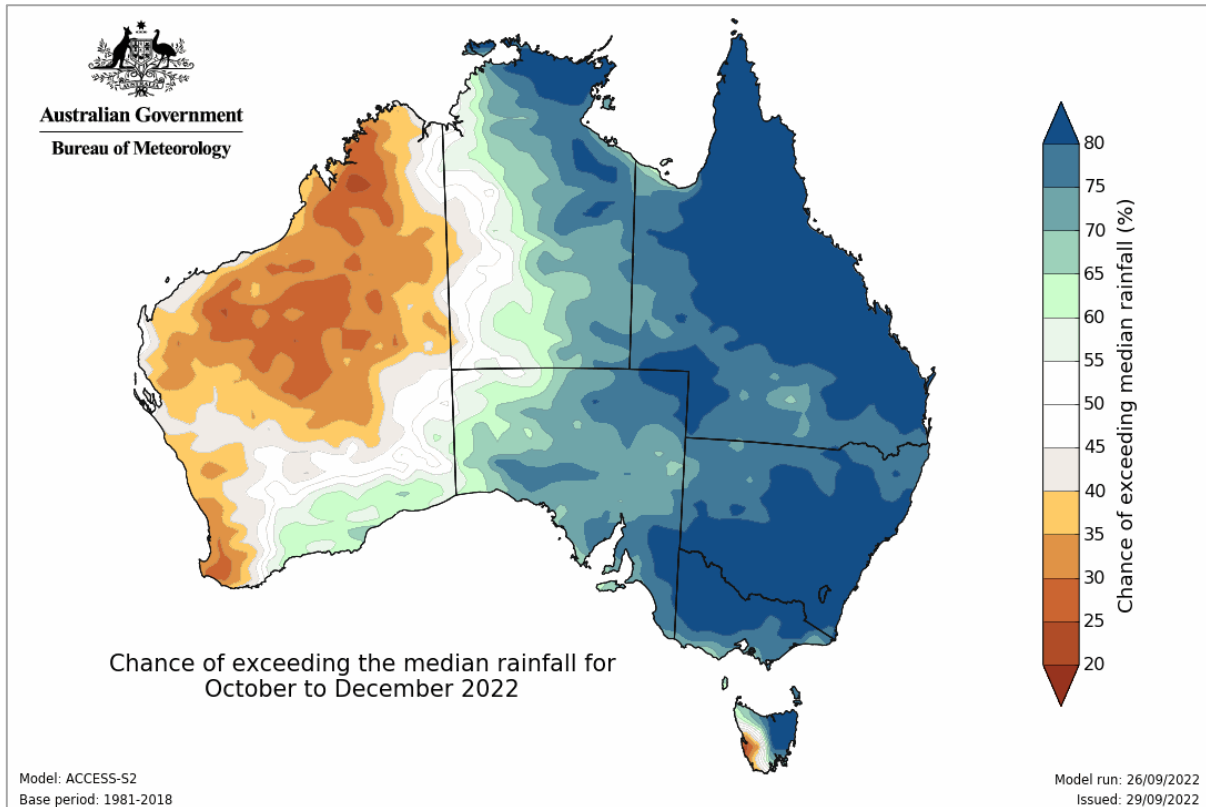 Australian Government
Bureau of Meteorology
80
75
70
65
60
55
50
45
40
35
30
25
20
Chance of exceeding median rainfall (%)
Chance of exceeding the median rainfall for
October to December 2022
Model: ACCESS-S2
Base period: 1981-2018
Model run: 26/09/2022
Issued: 29/09/2022